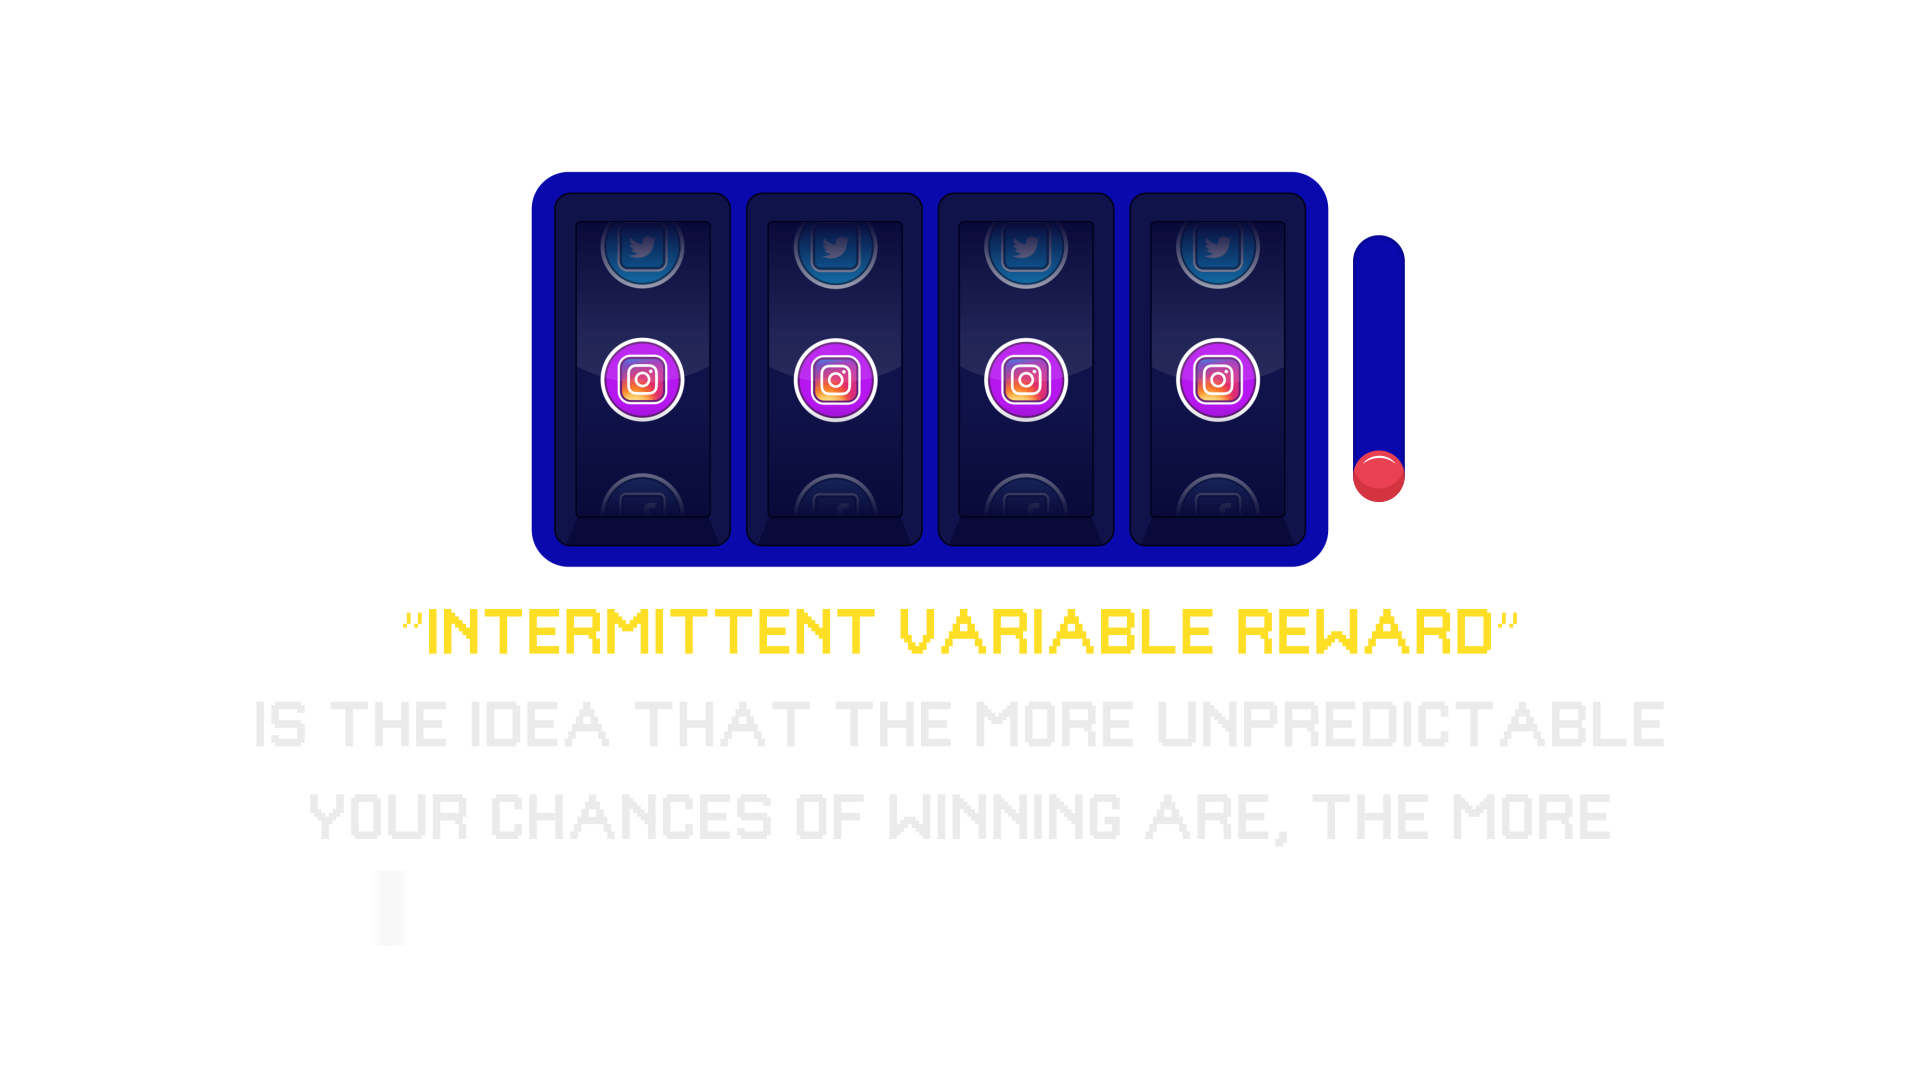 "INTERMITTENT VARIABLE REWARD"
IS THE IDEA THAT THE MORE UNPREDICTABLE
YOUR CHANCES OF WINNING ARE, THE MORE